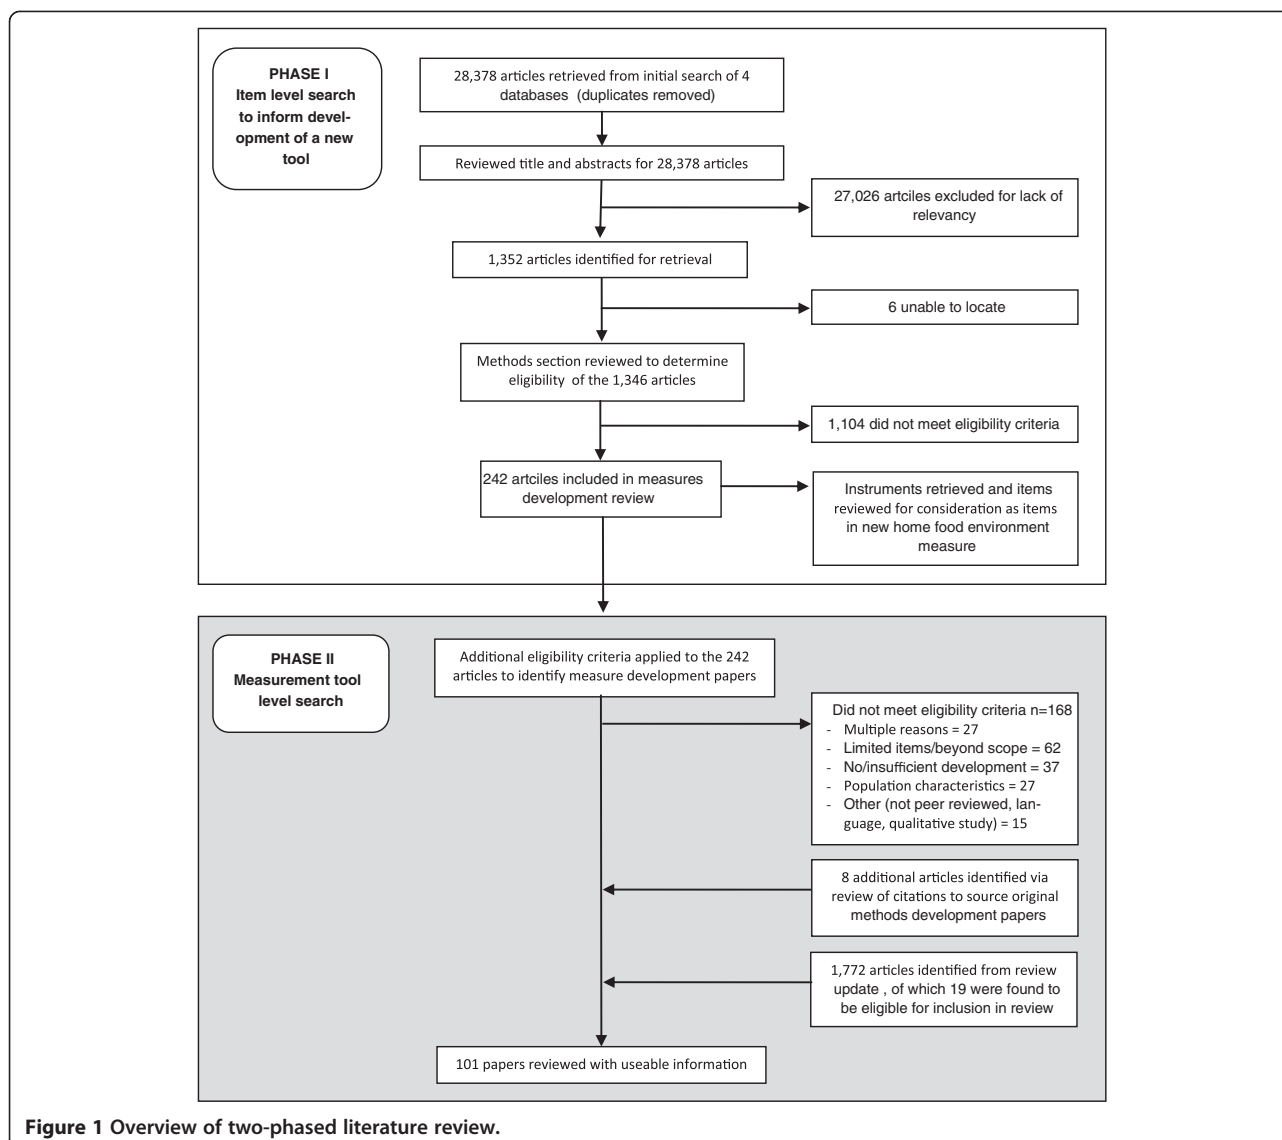 PHASE I
Item level search
to inform devel-
opment of a new
tool
28,378 articles retrieved from initial search of 4
databases (duplicates removed)
Reviewed title and abstracts for 28,378 articles
27,026 artciles excluded for lack of
relevancy
1,352 articles identified for retrieval
6 unable to locate
Methods section reviewed to determine
eligibility of the 1,346 articles
1,104 did not meet eligibility criteria
242 artciles included in measures
development review
Instruments retrieved and items
reviewed for consideration as items
in new home food environment
measure
PHASE II
Measurement tool
level search
Additional eligibility criteria applied to the 242
articles to identify measure development papers
Did not meet eligibility criteria n=168
- Multiple reasons = 27
- Limited items/beyond scope = 62
- No/insufficient development = 37
- Population characteristics = 27
- Other (not peer reviewed, lan-
guage, qualitative study) = 15
8 additional articles identified via
review of citations to source original
methods development papers
1,772 articles identified from review
update , of which 19 were found to
be eligible for inclusion in review
101 papers reviewed with useable information
Figure 1 Overview of two-phased literature review.